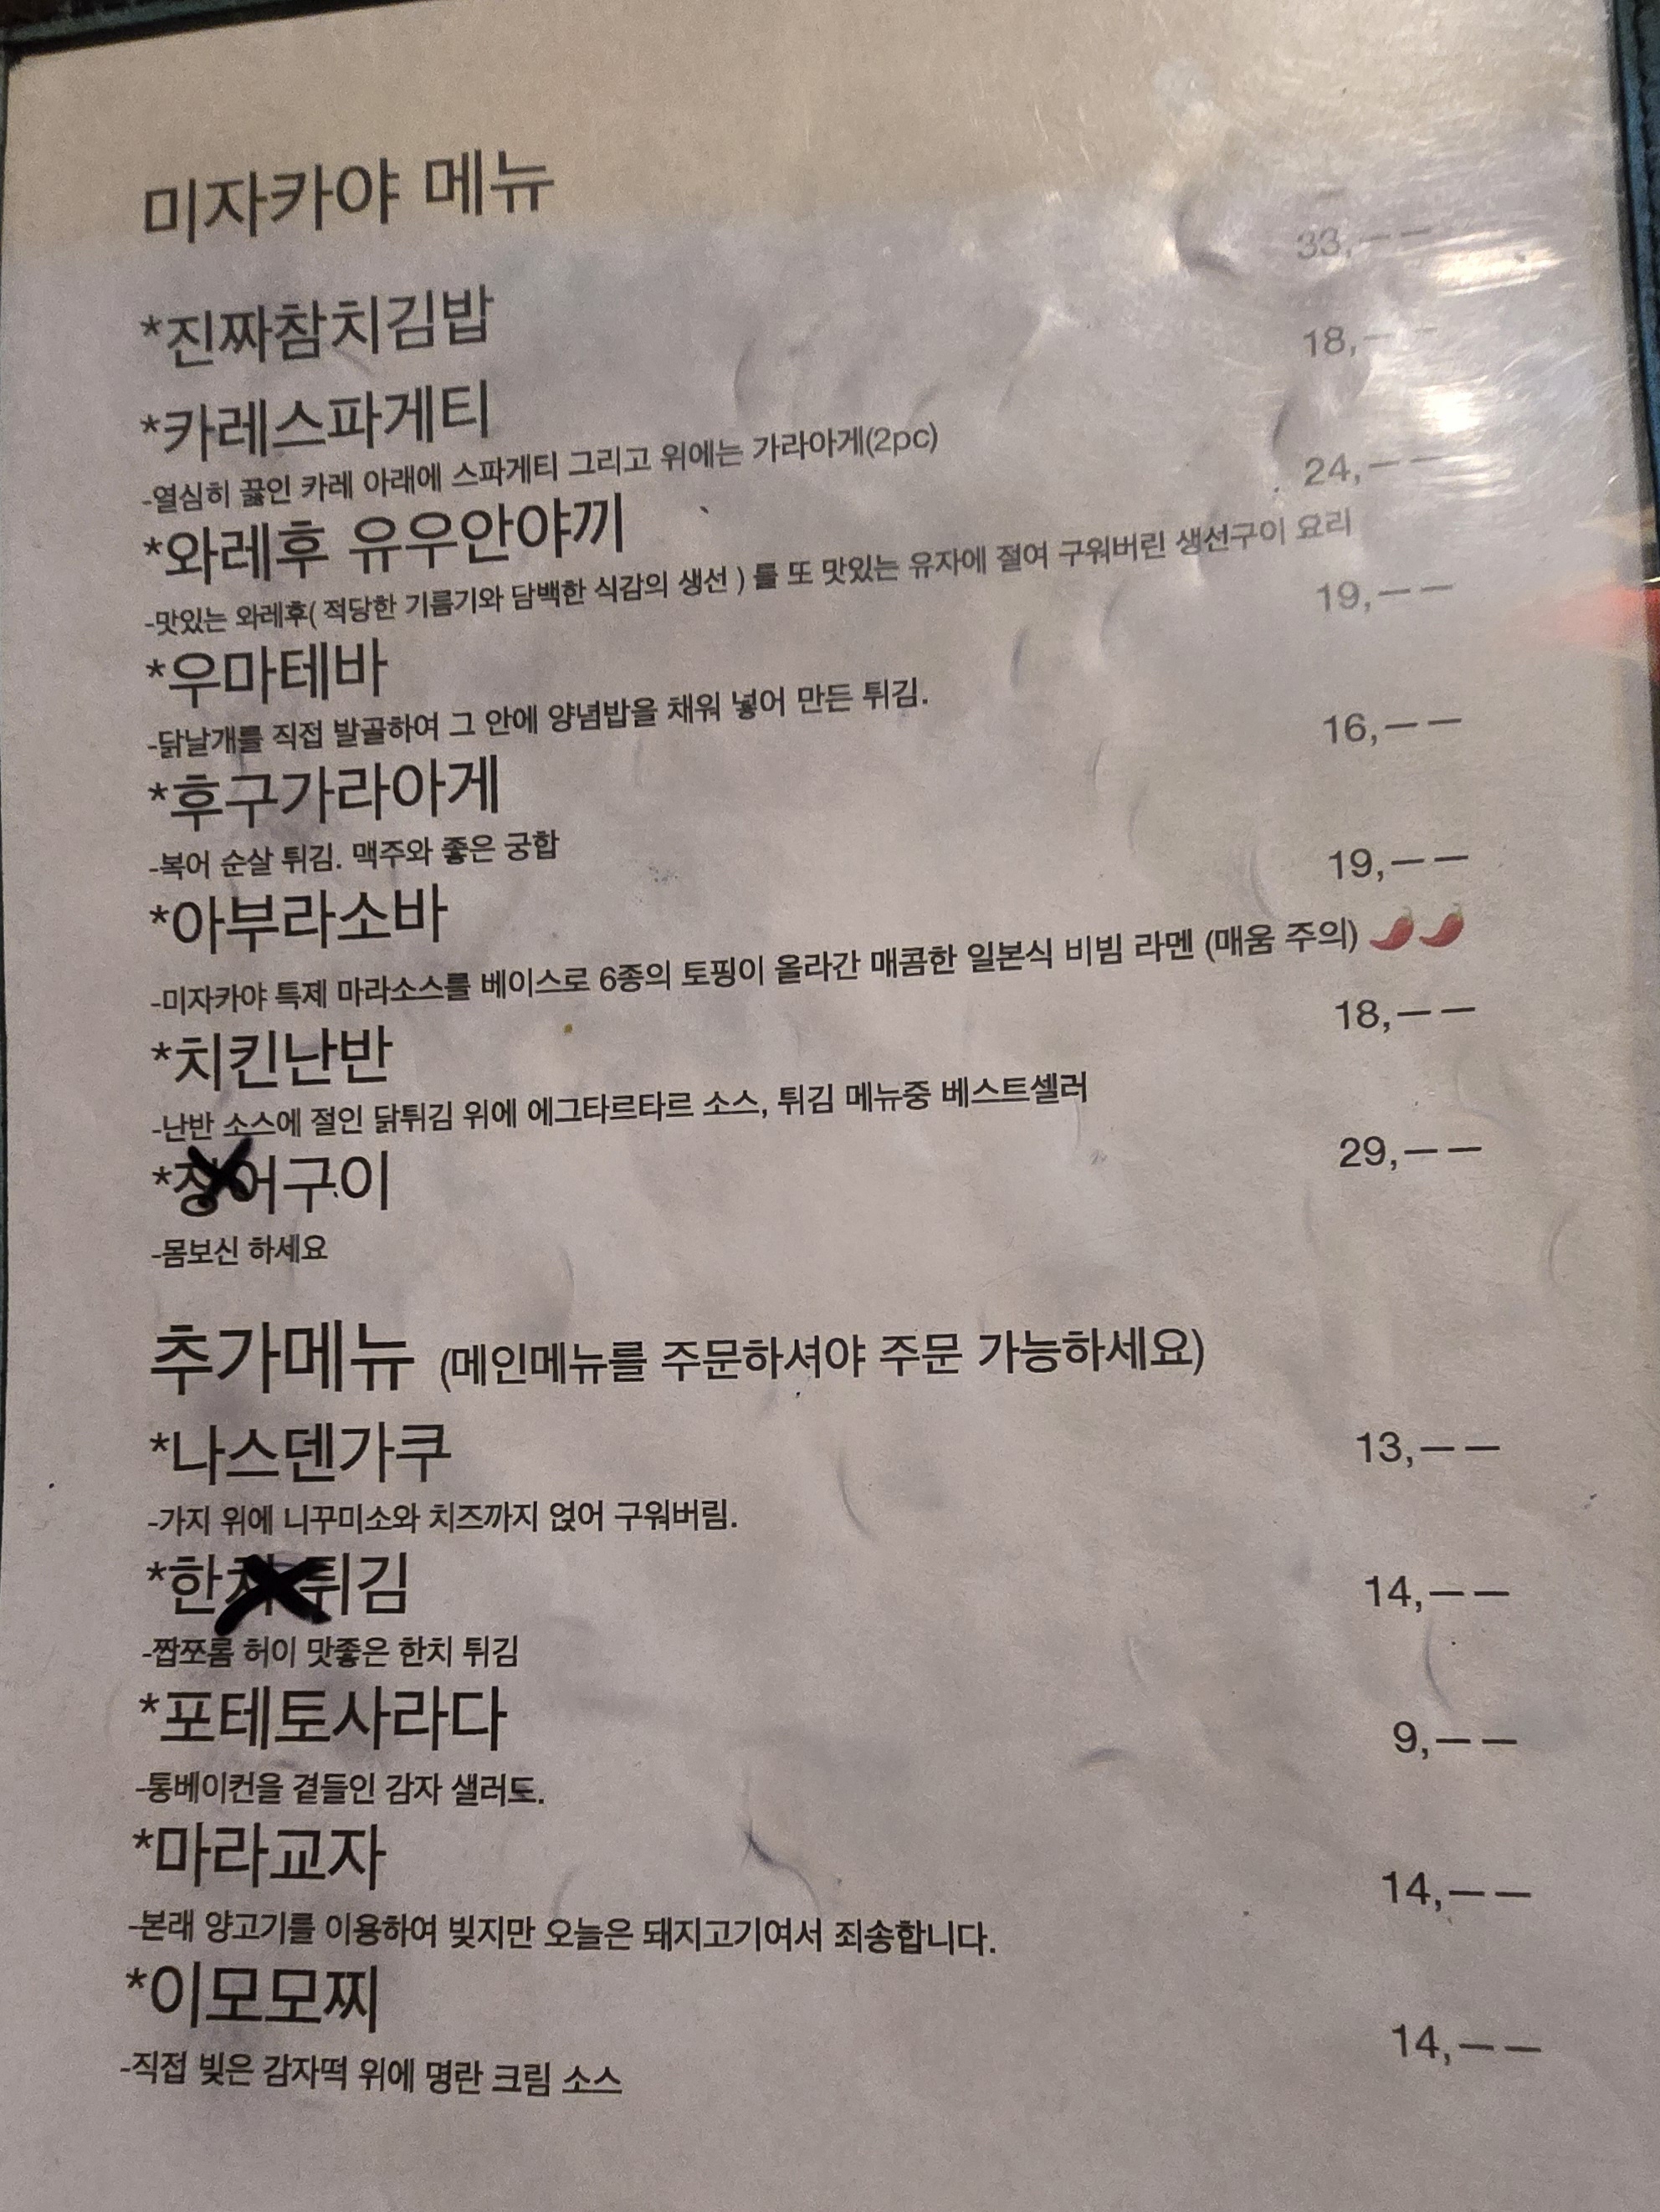 미자카야 메뉴
*진짜참치김밥 33,——
*카레스파게티 18,——
-열심히 끓인 카레 아래에 스파게티 그리고 위에는 가라아게(2pc)
*와레후 유우안야끼 24,——
-맛있는 와레후( 적당한 기름기와 담백한 식감의 생선 ) 를 또 맛있는 유자에 절여 구워버린 생선구이 요리
*우마테바 19,——
-닭날개를 직접 발골하여 그 안에 양념밥을 채워 넣어 만든 튀김.
*후구가라아게 16,——
-복어 순살 튀김. 맥주와 좋은 궁합
*아부라소바 19,——
-미자카야 특제 마라소스를 베이스로 6종의 토핑이 올라간 매콤한 일본식 비빔 라멘 (매움 주의) 🌶️🌶️
*치킨난반 18,——
-난반 소스에 절인 닭튀김 위에 에그타르타르 소스, 튀김 메뉴중 베스트셀러
*장어구이 29,——
-몸보신 하세요
추가메뉴 (메인메뉴를 주문하셔야 주문 가능하세요)
*나스덴가쿠 13,——
-가지 위에 니꾸미소와 치즈까지 얹어 구워버림.
*한치 튀김 14,——
-짭쪼롬 허이 맛좋은 한치 튀김
*포테토사라다 9,——
-통베이컨을 곁들인 감자 샐러드.
*마라교자 14,——
-본래 양고기를 이용하여 빚지만 오늘은 돼지고기여서 죄송합니다.
*이모모찌 14,——
-직접 빚은 감자떡 위에 명란 크림 소스